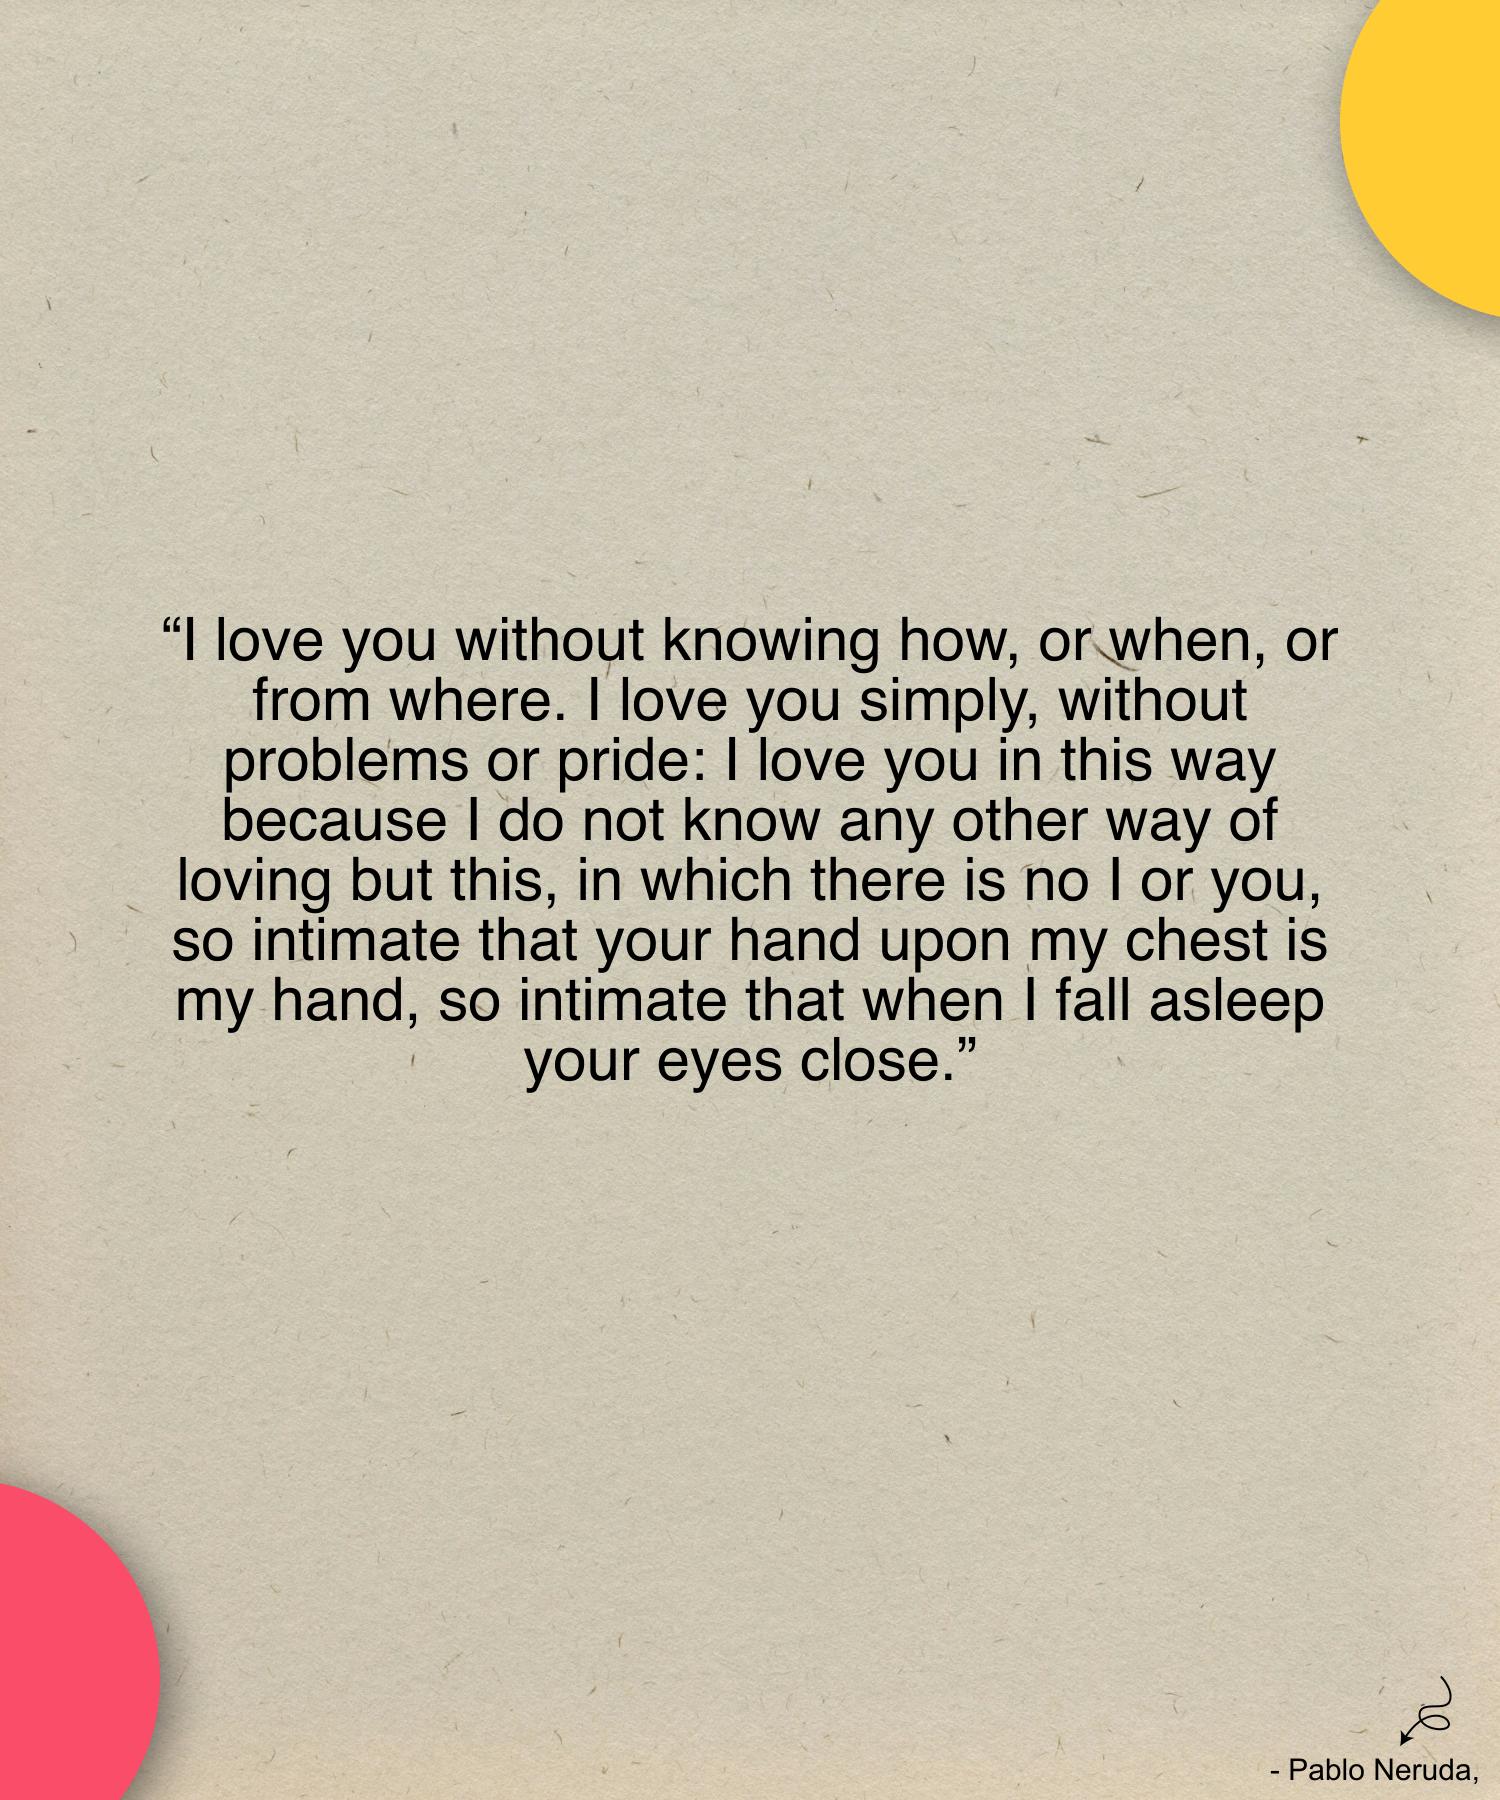 “I love you without knowing how, or when, or
from where. I love you simply, without
problems or pride: I love you in this way
because I do not know any other way of
loving but this, in which there is no I or you,
so intimate that your hand upon my chest is
my hand, so intimate that when I fall asleep
your eyes close.”
- Pablo Neruda,